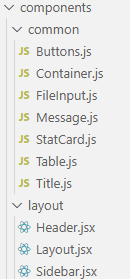 components
common
JS Buttons.js
JS Container.js
JS FileInput.js
JS Message.js
JS StatCard.js
JS Table.js
JS Title.js
layout
Header.jsx
Layout.jsx
Sidebar.jsx